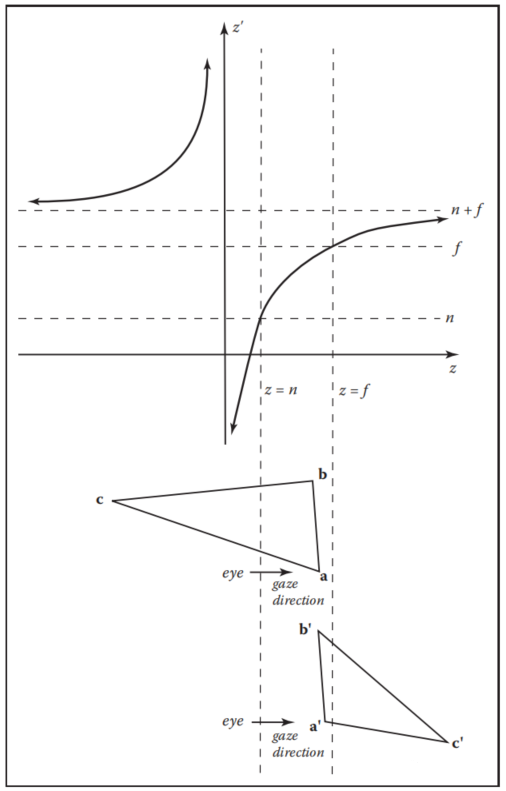 z′
n + f
f
n
z
z = n
z = f
b
c
eye
a
gaze
direction
b'
eye
a'
gaze
direction
c'